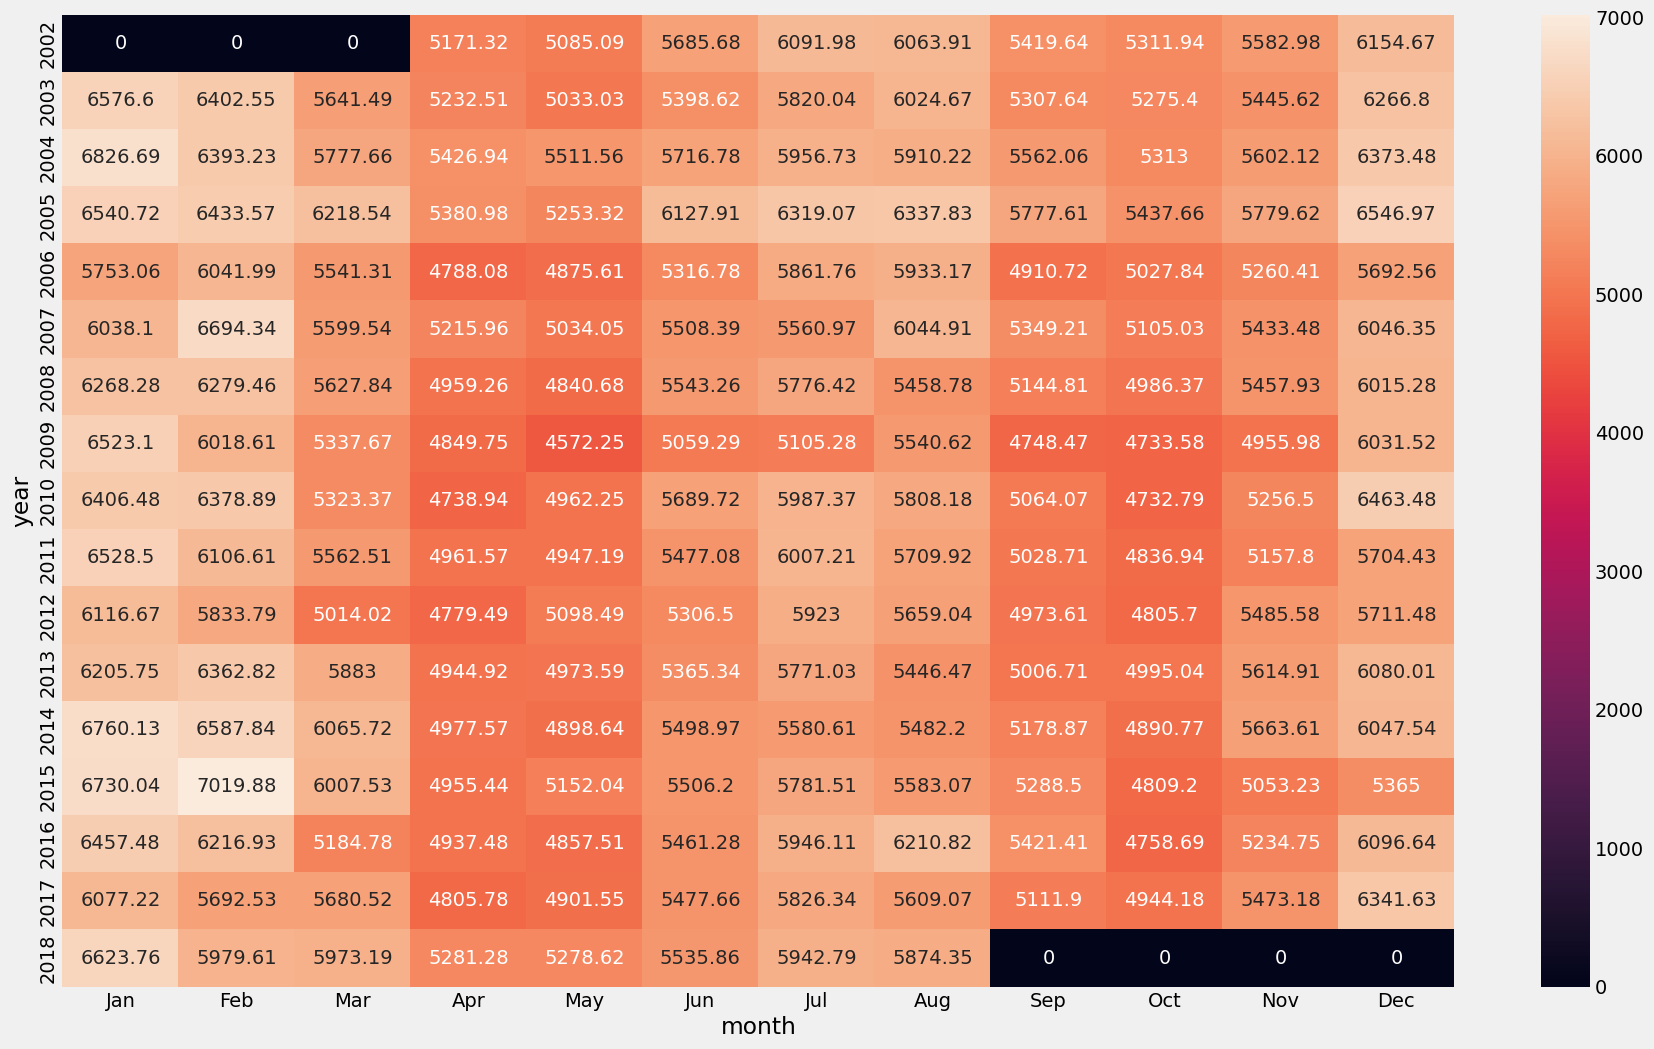 2002 0 0 0 5171.32 5085.09 5685.68 6091.98 6063.91 5419.64 5311.94 5582.98 6154.67
2003 6576.6 6402.55 5641.49 5232.51 5033.03 5398.62 5820.04 6024.67 5307.64 5275.4 5445.62 6266.8
2004 6826.69 6393.23 5777.66 5426.94 5511.56 5716.78 5956.73 5910.22 5562.06 5313 5602.12 6373.48
2005 6540.72 6433.57 6218.54 5380.98 5253.32 6127.91 6319.07 6337.83 5777.61 5437.66 5779.62 6546.97
2006 5753.06 6041.99 5541.31 4788.08 4875.61 5316.78 5861.76 5933.17 4910.72 5027.84 5260.41 5692.56
2007 6038.1 6694.34 5599.54 5215.96 5034.05 5508.39 5560.97 6044.91 5349.21 5105.03 5433.48 6046.35
2008 6268.28 6279.46 5627.84 4959.26 4840.68 5543.26 5776.42 5458.78 5144.81 4986.37 5457.93 6015.28
2009 6523.1 6018.61 5337.67 4849.75 4572.25 5059.29 5105.28 5540.62 4748.47 4733.58 4955.98 6031.52
2010 6406.48 6378.89 5323.37 4738.94 4962.25 5689.72 5987.37 5808.18 5064.07 4732.79 5256.5 6463.48
2011 6528.5 6106.61 5562.51 4961.57 4947.19 5477.08 6007.21 5709.92 5028.71 4836.94 5157.8 5704.43
2012 6116.67 5833.79 5014.02 4779.49 5098.49 5306.5 5923 5659.04 4973.61 4805.7 5485.58 5711.48
2013 6205.75 6362.82 5883 4944.92 4973.59 5365.34 5771.03 5446.47 5006.71 4995.04 5614.91 6080.01
2014 6760.13 6587.84 6065.72 4977.57 4898.64 5498.97 5580.61 5482.2 5178.87 4890.77 5663.61 6047.54
2015 6730.04 7019.88 6007.53 4955.44 5152.04 5506.2 5781.51 5583.07 5288.5 4809.2 5053.23 5365
2016 6457.48 6216.93 5184.78 4937.48 4857.51 5461.28 5946.11 6210.82 5421.41 4758.69 5234.75 6096.64
2017 6077.22 5692.53 5680.52 4805.78 4901.55 5477.66 5826.34 5609.07 5111.9 4944.18 5473.18 6341.63
2018 6623.76 5979.61 5973.19 5281.28 5278.62 5535.86 5942.79 5874.35 0 0 0 0
Jan Feb Mar Apr May Jun Jul Aug Sep Oct Nov Dec
month
year
7000
6000
5000
4000
3000
2000
1000
0